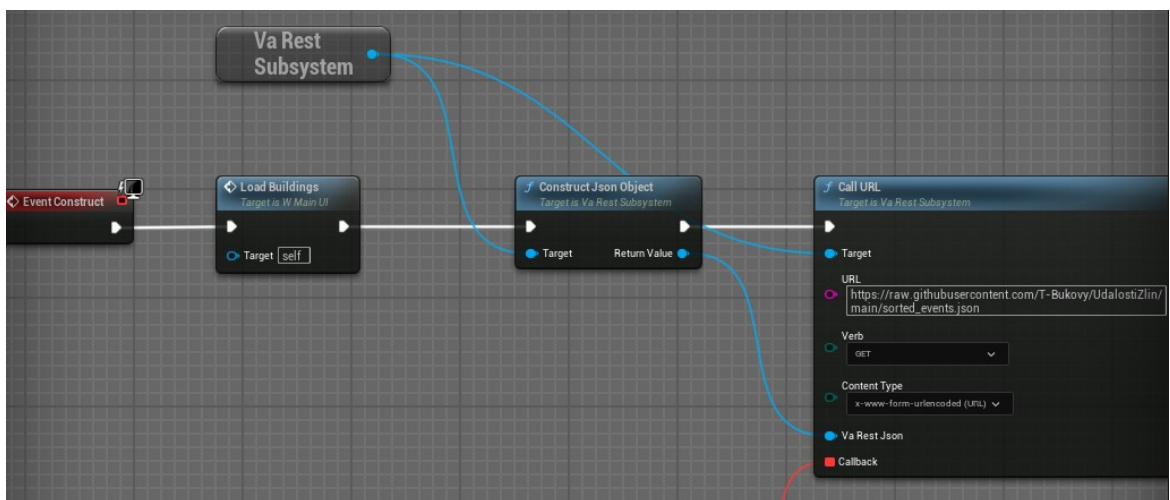 Va Rest
Subsystem
Event Construct
Load Buildings
Target is W Main UI
Target
self
Construct Json Object
Target is Va Rest Subsystem
Target
Return Value
Call URL
Target is Va Rest Subsystem
Target
URL
https://raw.githubusercontent.com/T-Bukovy/UdalostiZlin/
main/sorted_events.json
Verb
GET
Content Type
x-www-form-urlencoded (URL)
Va Rest Json
Callback